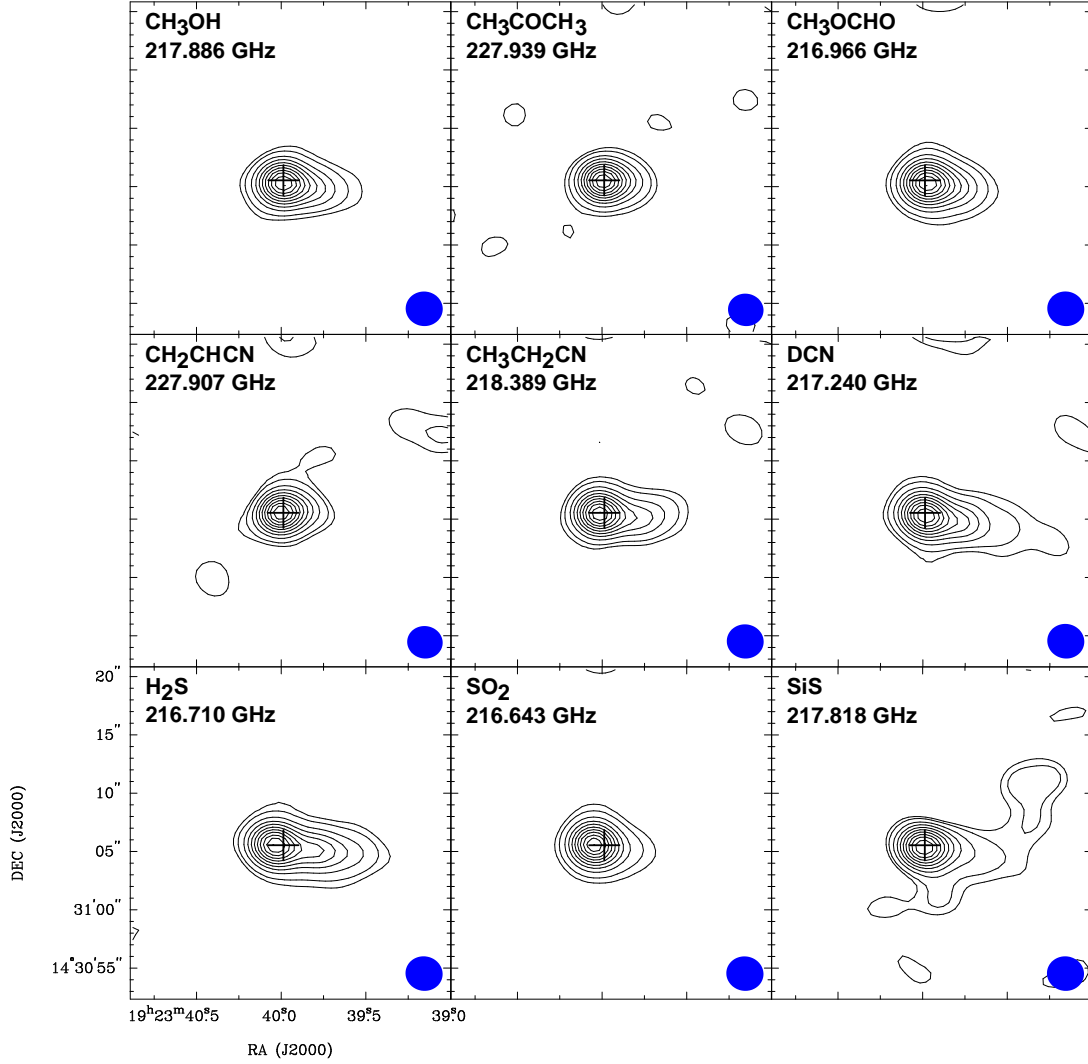 CH₃OH
217.886 GHz
CH₃COCH₃
227.939 GHz
CH₃OCHO
216.966 GHz
CH₂CHCN
227.907 GHz
CH₃CH₂CN
218.389 GHz
DCN
217.240 GHz
H₂S
216.710 GHz
SO₂
216.643 GHz
SiS
217.818 GHz
20"
15"
10"
05"
31'00"
14°30'55"
DEC (J2000)
19ʰ23ᵐ40ˢ.5 40ˢ.0 39ˢ.5 39ˢ.0
RA (J2000)